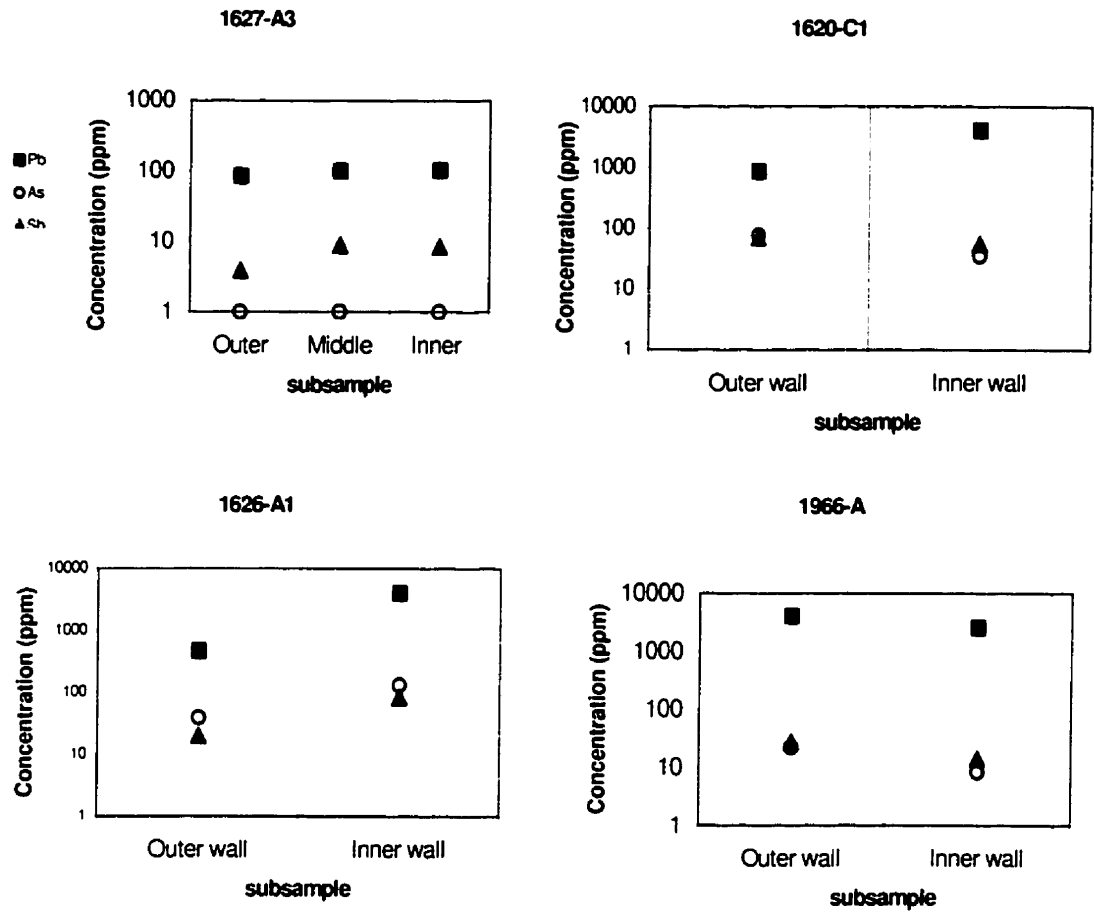 1627-A3
1000
100
10
1
Concentration (ppm)
Outer Middle Inner
subsample
Pb
As
Sb
1620-C1
10000
1000
100
10
1
Concentration (ppm)
Outer wall Inner wall
subsample
1626-A1
10000
1000
100
10
1
Concentration (ppm)
Outer wall Inner wall
subsample
1966-A
10000
1000
100
10
1
Concentration (ppm)
Outer wall Inner wall
subsample